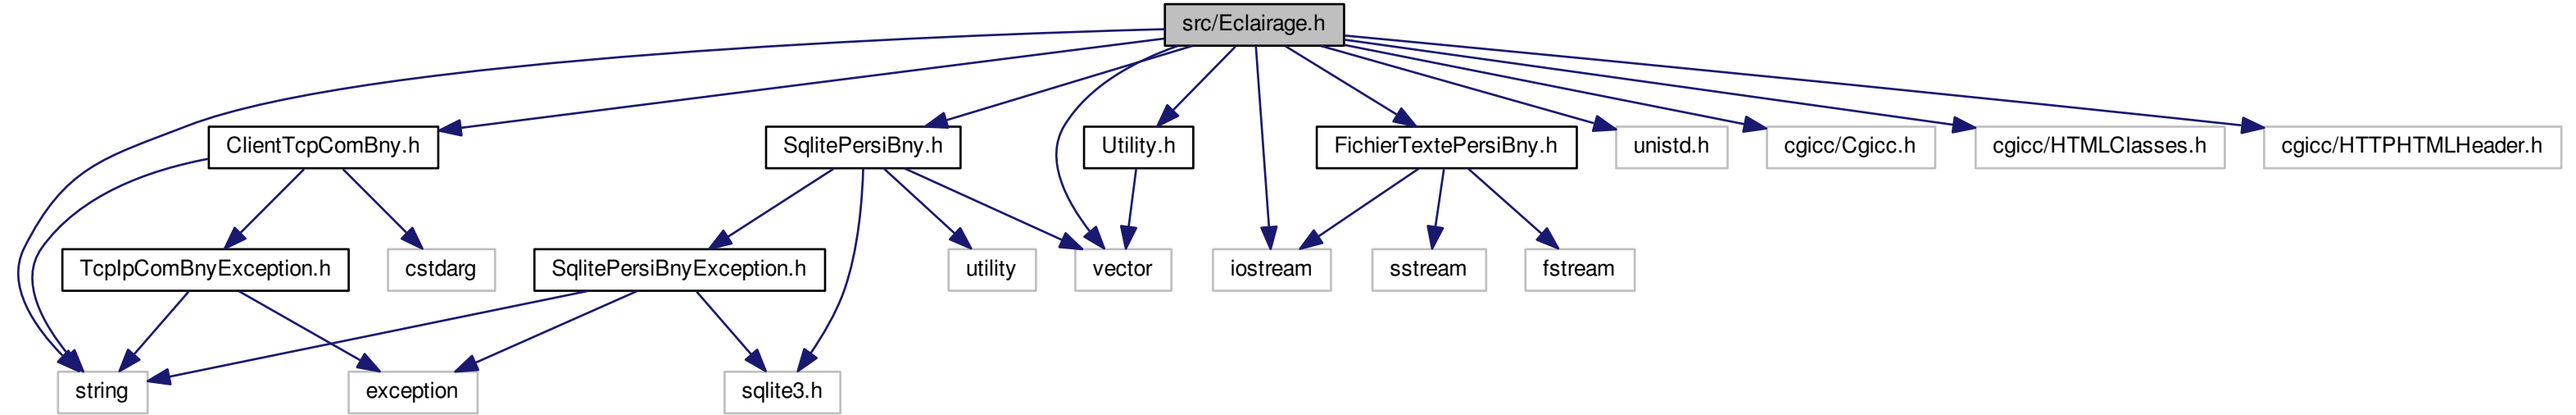 src/Eclairage.h
ClientTcpComBny.h
SqlitePersiBny.h
Utility.h
FichierTextePersiBny.h
unistd.h
cgicc/Cgicc.h
cgicc/HTMLClasses.h
cgicc/HTTPHTMLHeader.h
TcpIpComBnyException.h
cstdarg
SqlitePersiBnyException.h
utility
vector
iostream
sstream
fstream
string
exception
sqlite3.h